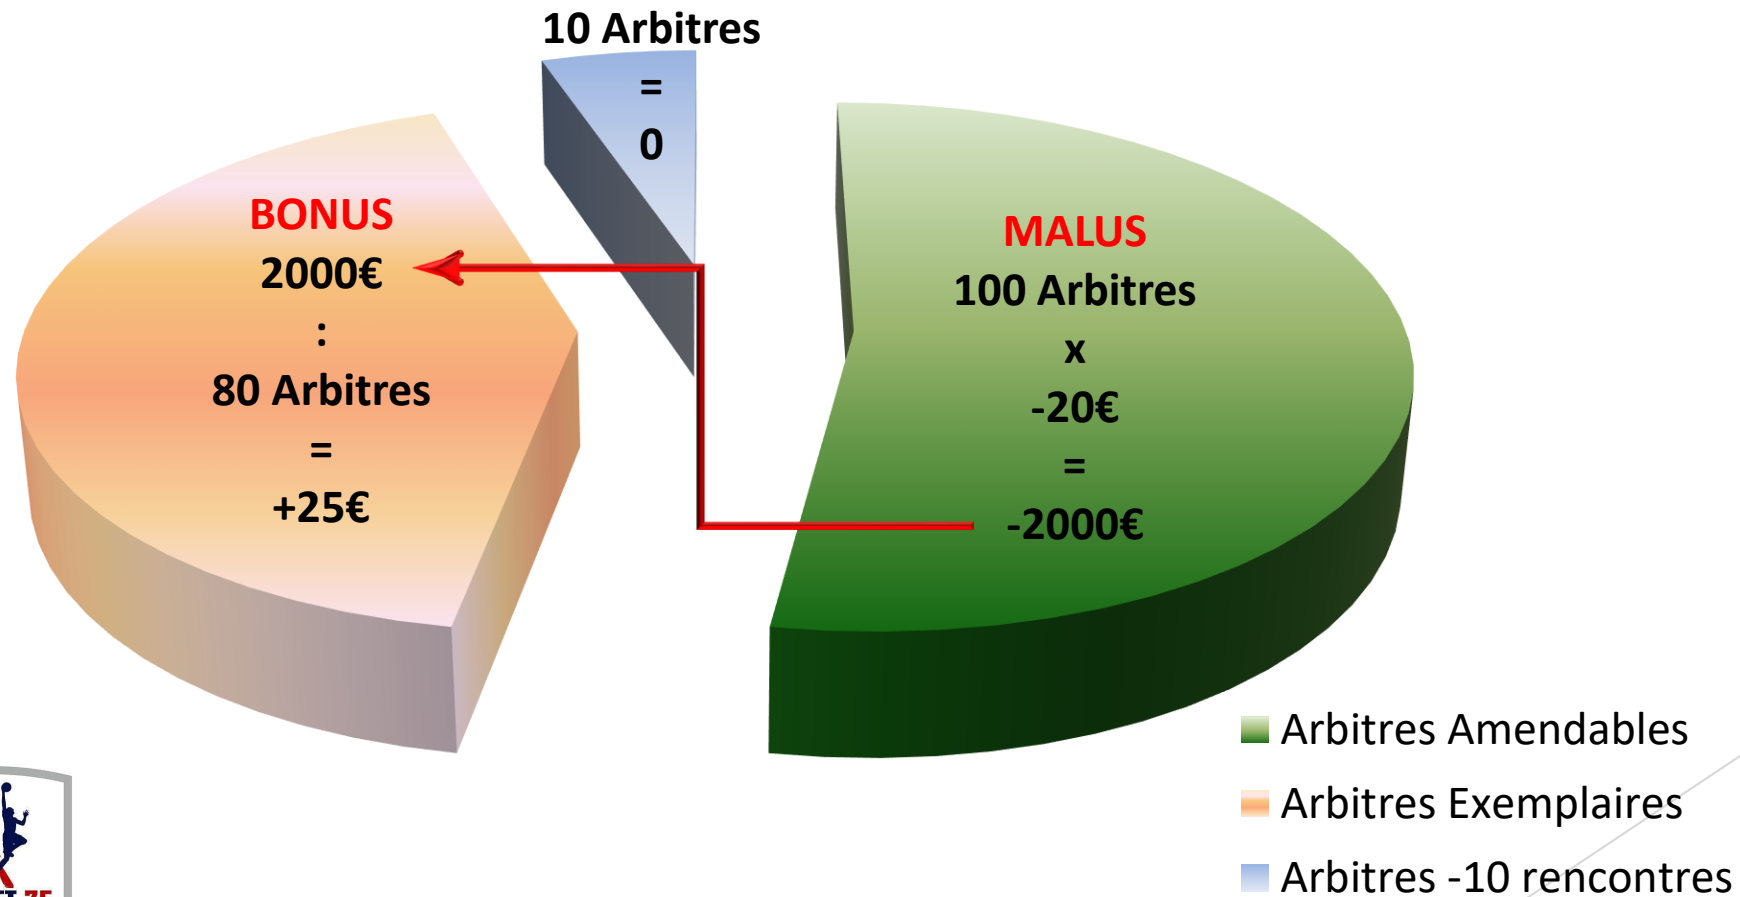 10 Arbitres
=
0
BONUS
2000€
:
80 Arbitres
=
+25€
MALUS
100 Arbitres
x
-20€
=
-2000€
Arbitres Amendables
Arbitres Exemplaires
Arbitres -10 rencontres